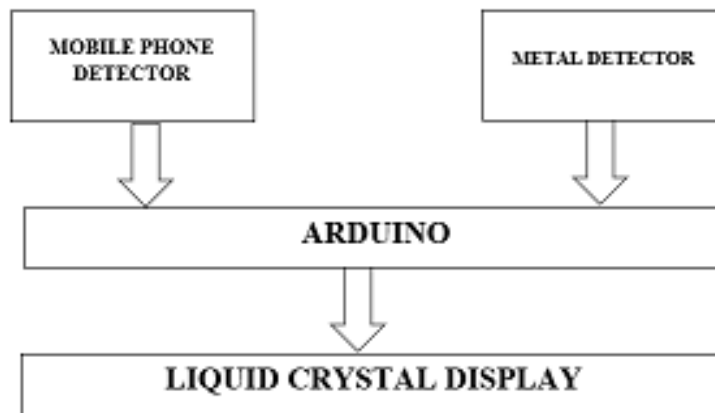 MOBILE PHONE
DETECTOR
METAL DETECTOR
ARDUINO
LIQUID CRYSTAL DISPLAY